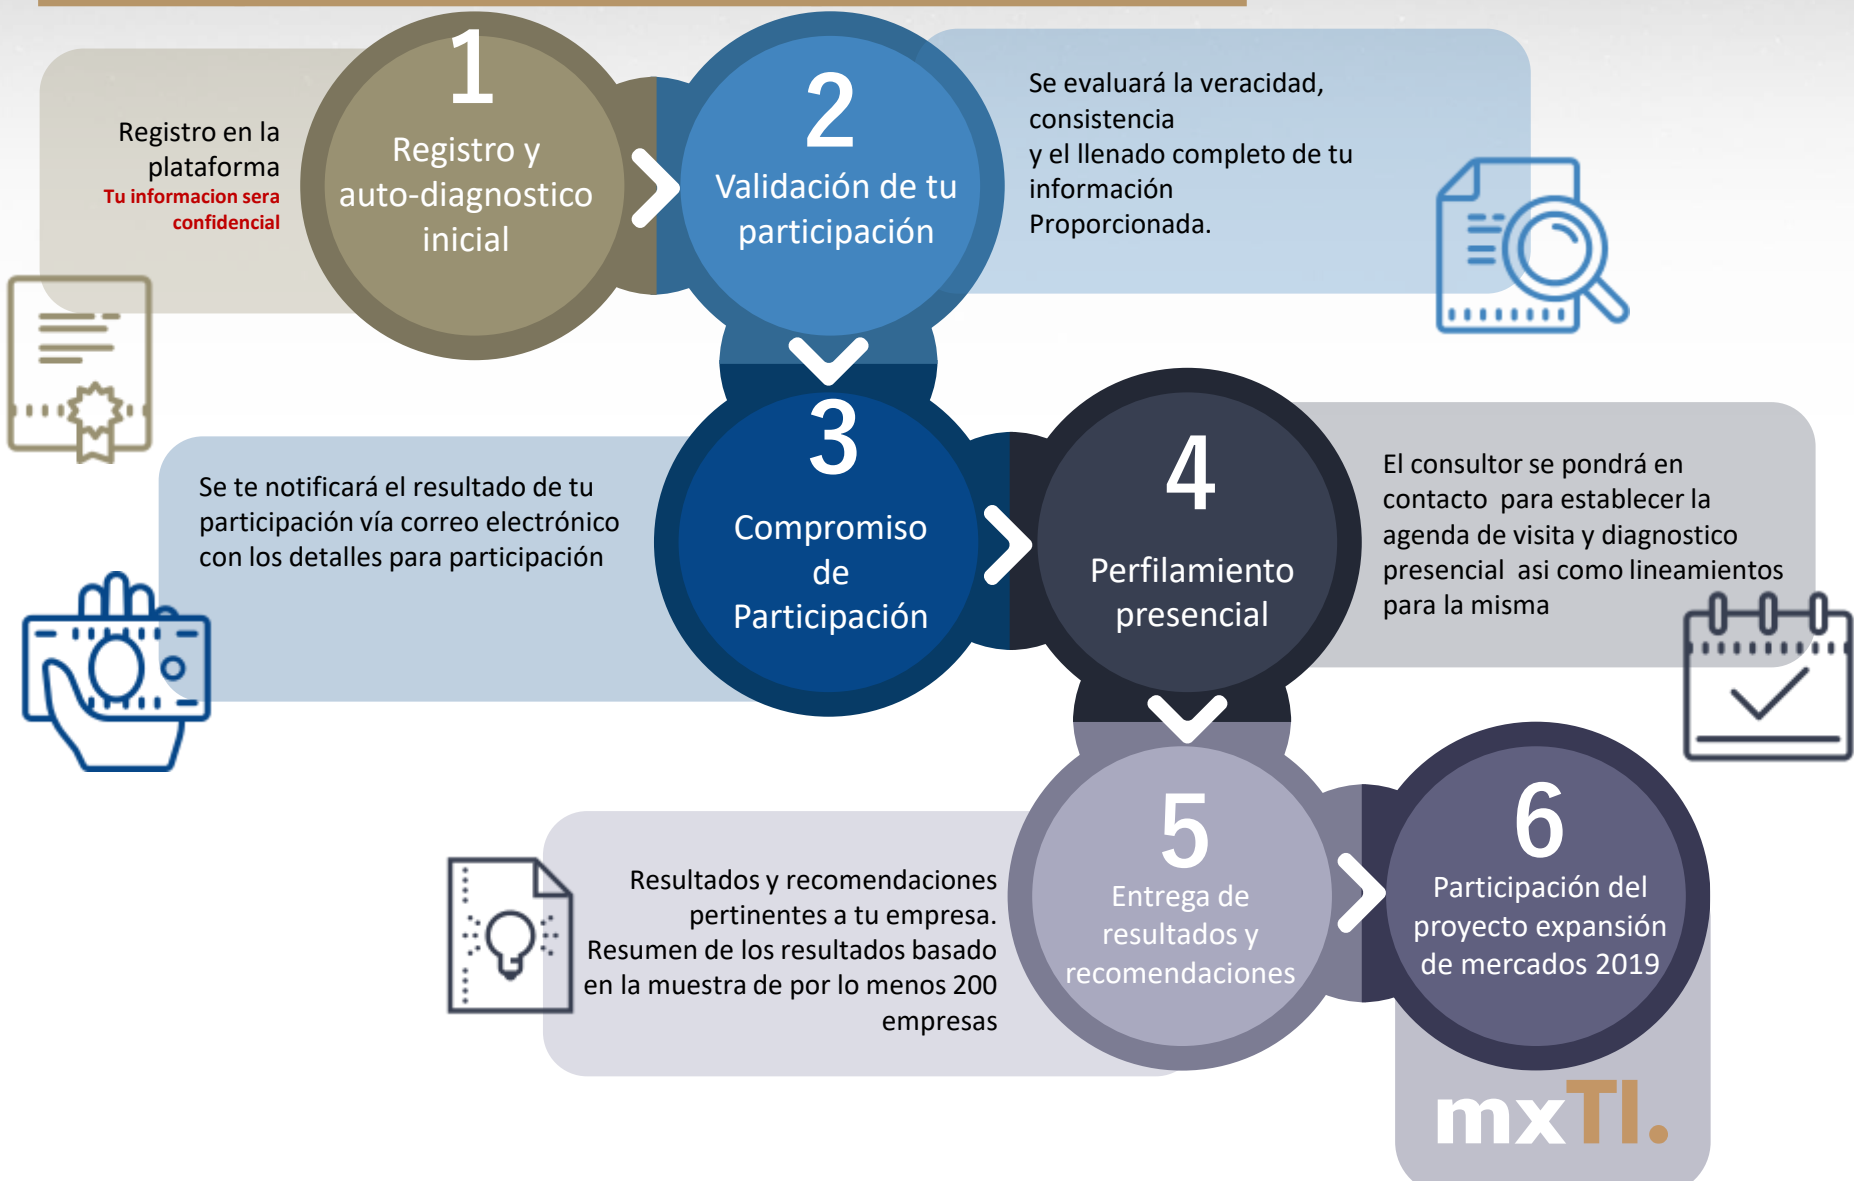 1
Registro y
auto-diagnostico
inicial
Registro en la
plataforma
Tu informacion sera
confidencial
2
Validación de tu
participación
Se evaluará la veracidad,
consistencia
y el llenado completo de tu
información
Proporcionada.
3
Compromiso
de
Participación
Se te notificará el resultado de tu
participación vía correo electrónico
con los detalles para participación
4
Perfilamiento
presencial
El consultor se pondrá en
contacto  para establecer la
agenda de visita y diagnostico
presencial  asi como lineamientos
para la misma
5
Entrega de
resultados y
recomendaciones
Resultados y recomendaciones
pertinentes a tu empresa.
Resumen de los resultados basado
en la muestra de por lo menos 200
empresas
6
Participación del
proyecto expansión
de mercados 2019
mxTI.